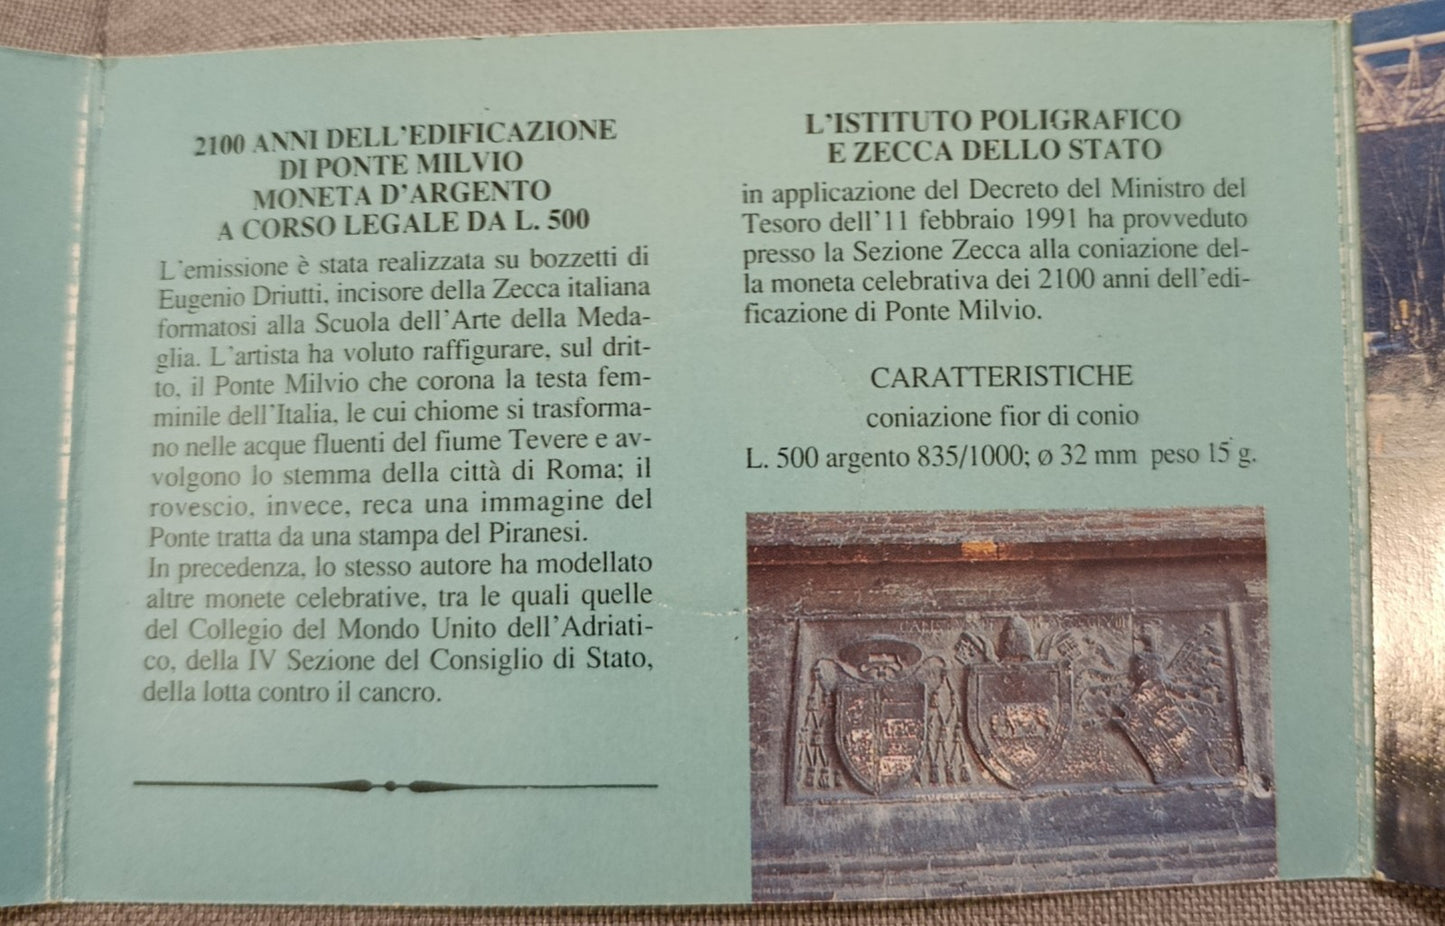 2100 ANNI DELL'EDIFICAZIONE
DI PONTE MILVIO
MONETA D'ARGENTO
A CORSO LEGALE DA L. 500
L'emissione è stata realizzata su bozzetti di
Eugenio Driutti, incisore della Zecca italiana
formatosi alla Scuola dell'Arte della Meda-
glia. L'artista ha voluto raffigurare, sul drit-
to, il Ponte Milvio che corona la testa fem-
minile dell'Italia, le cui chiome si trasforma-
no nelle acque fluenti del fiume Tevere e av-
volgono lo stemma della città di Roma; il
rovescio, invece, reca una immagine del
Ponte tratta da una stampa del Piranesi.
In precedenza, lo stesso autore ha modellato
altre monete celebrative, tra le quali quelle
del Collegio del Mondo Unito dell'Adriati-
co, della IV Sezione del Consiglio di Stato,
della lotta contro il cancro.
L'ISTITUTO POLIGRAFICO
E ZECCA DELLO STATO
in applicazione del Decreto del Ministro del
Tesoro dell'11 febbraio 1991 ha provveduto
presso la Sezione Zecca alla coniazione del-
la moneta celebrativa dei 2100 anni dell'edi-
ficazione di Ponte Milvio.
CARATTERISTICHE
coniazione fior di conio
L. 500 argento 835/1000; ø 32 mm peso 15 g.